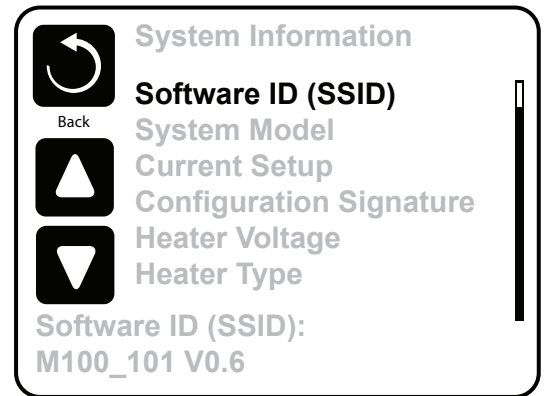 System Information
Software ID (SSID)
Back
System Model
Current Setup
Configuration Signature
Heater Voltage
Heater Type
Software ID (SSID):
M100_101 V0.6